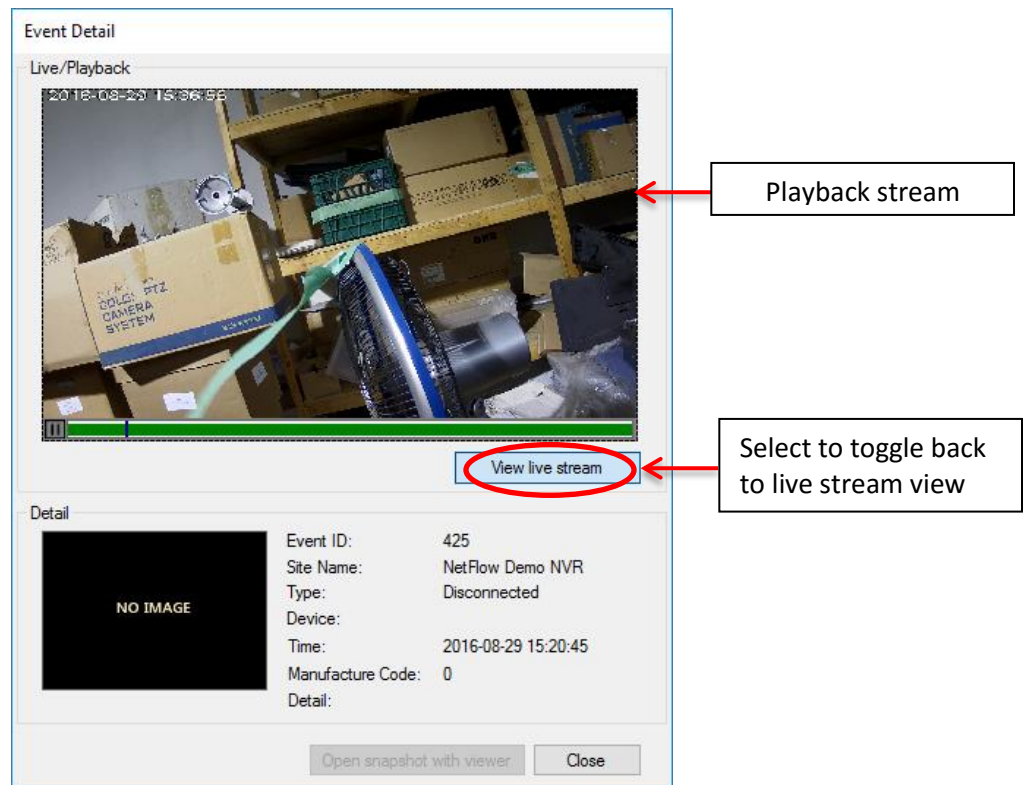 Event Detail
Live/Playback
2016-08-29 15:36:56
Playback stream
PTZ
CAMERA
SYSTEM
View live stream
Select to toggle back
to live stream view
Detail
NO IMAGE
Event ID: 425
Site Name: NetFlow Demo NVR
Type: Disconnected
Device:
Time: 2016-08-29 15:20:45
Manufacture Code: 0
Detail:
Open snapshot with viewer
Close